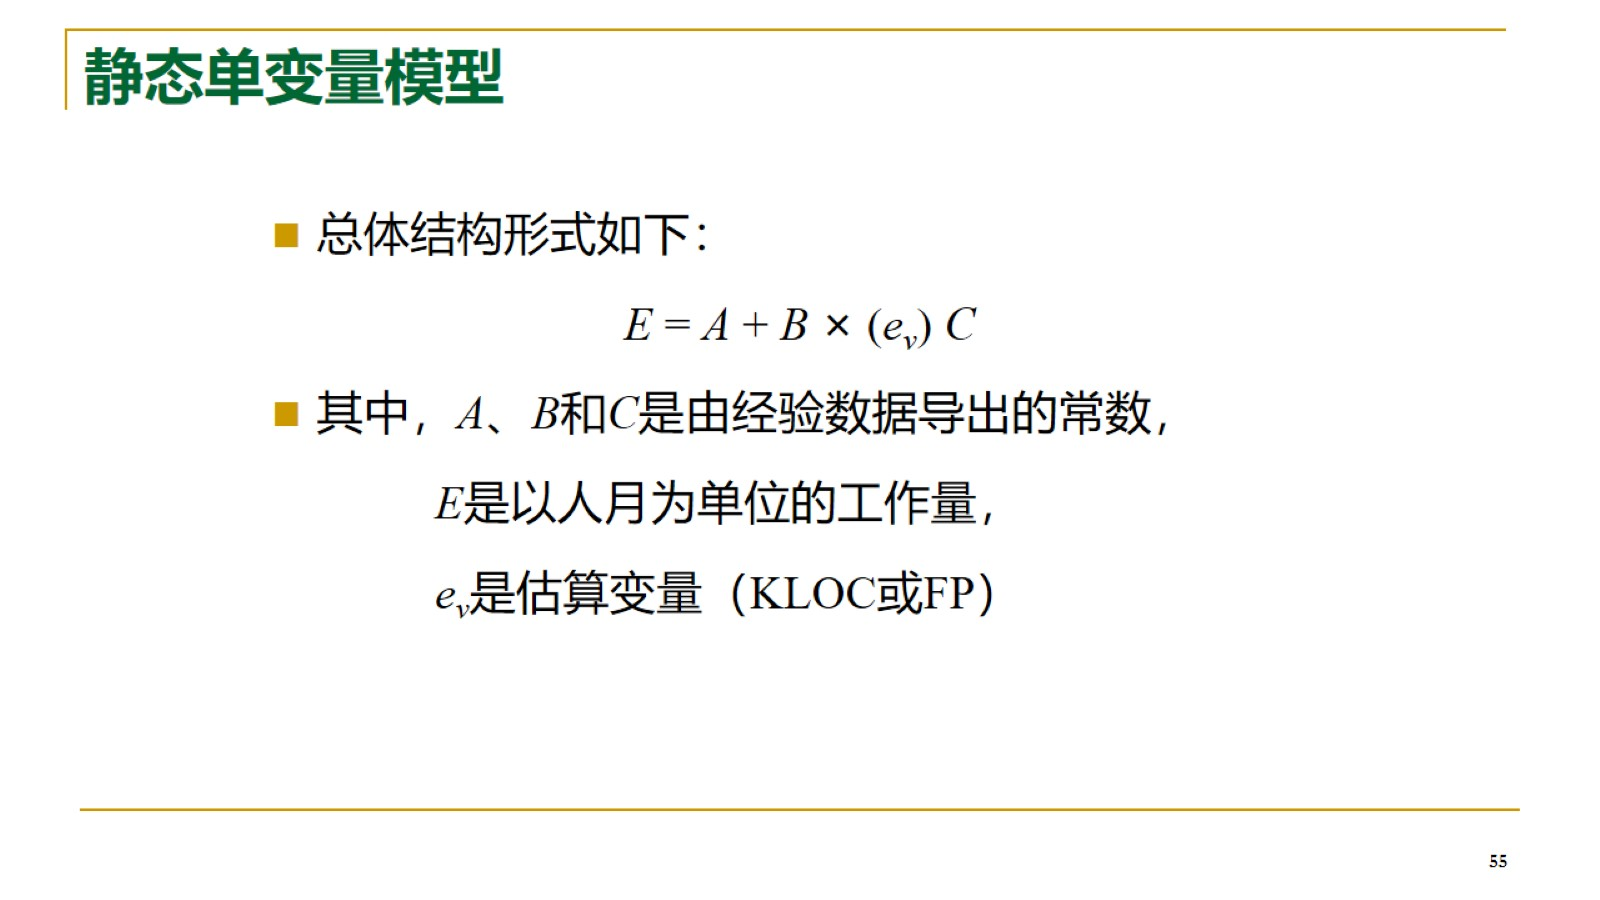 静态单变量模型
总体结构形式如下：
E = A + B × (ev) C
其中，A、B和C是由经验数据导出的常数，
E是以人月为单位的工作量，
ev是估算变量（KLOC或FP）
55